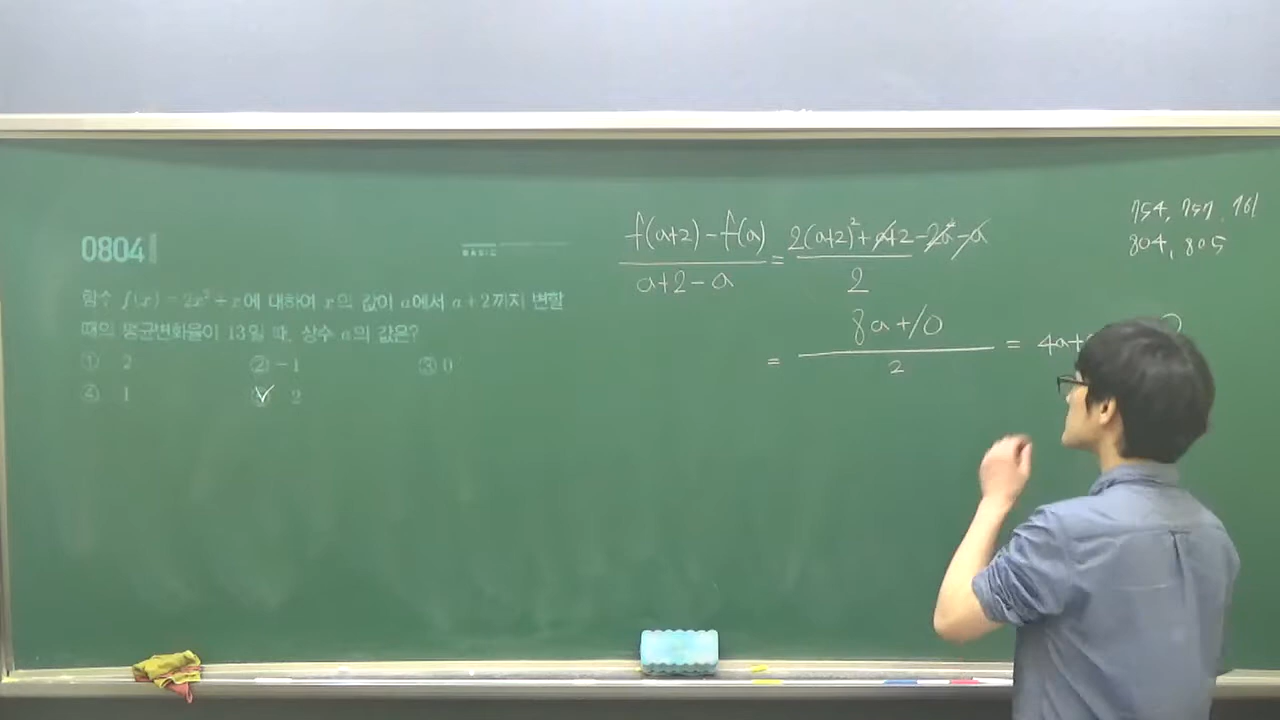 0804
BASIC
함수 f(x) = 2x² + x에 대하여 x의 값이 a에서 a + 2까지 변할
때의 평균변화율이 13일 때, 상수 a의 값은?
① 2 ② -1 ③ 0
④ 1 2
f(a+2) - f(a) / a+2-a = 2(a+2)² + a+2 - 2a² - a / 2
= 8a+10 / 2 = 4a+
754, 757, 761
804, 805